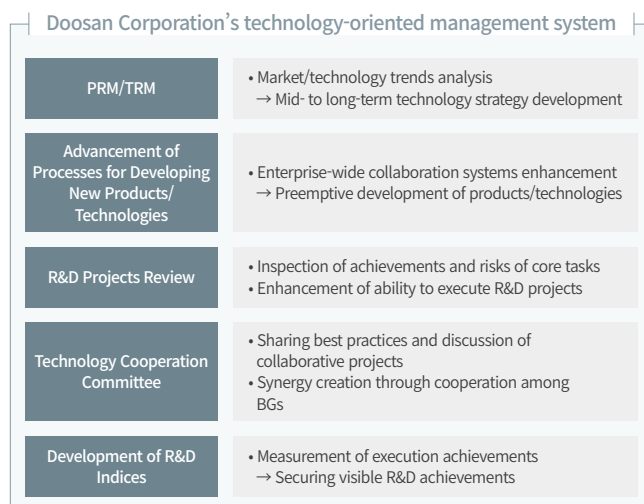 Doosan Corporation's technology-oriented management system
PRM/TRM
• Market/technology trends analysis
→ Mid- to long-term technology strategy development
Advancement of
Processes for Developing
New Products/
Technologies
• Enterprise-wide collaboration systems enhancement
→ Preemptive development of products/technologies
R&D Projects Review
• Inspection of achievements and risks of core tasks
• Enhancement of ability to execute R&D projects
Technology Cooperation
Committee
• Sharing best practices and discussion of
collaborative projects
• Synergy creation through cooperation among
BGs
Development of R&D
Indices
• Measurement of execution achievements
→ Securing visible R&D achievements